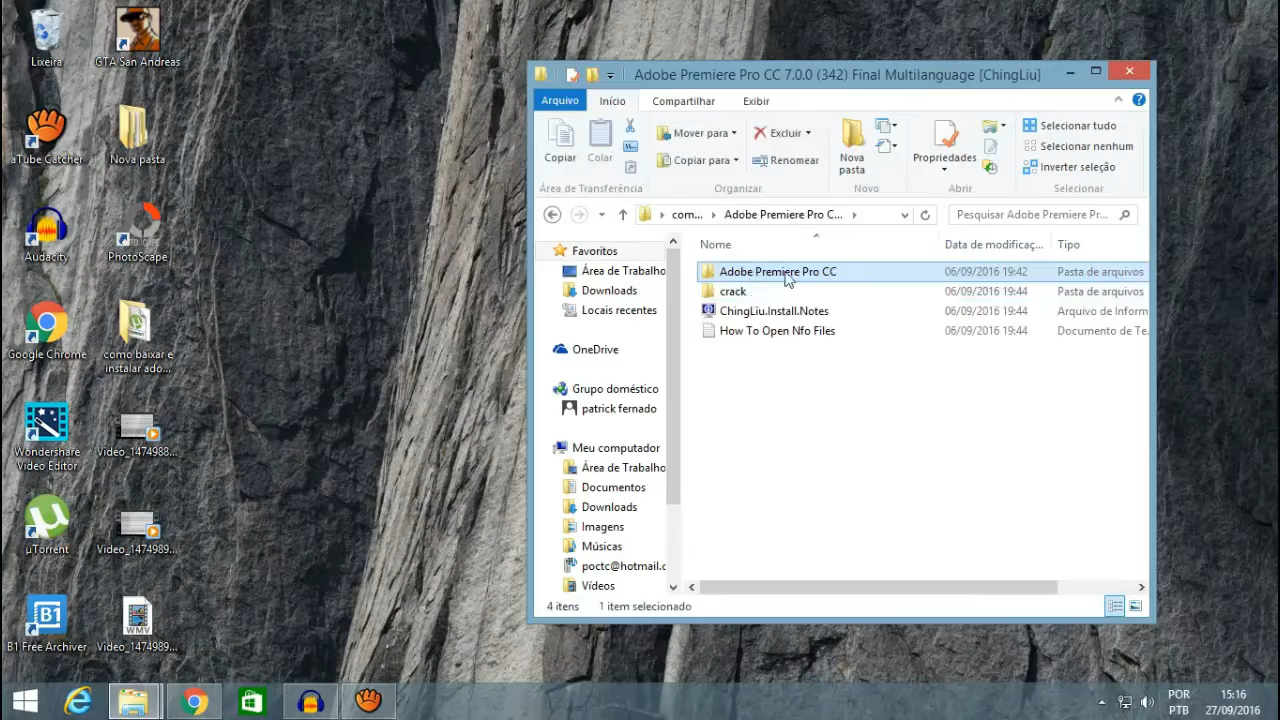 Lixeira
GTA San Andreas
aTube Catcher
Nova pasta
Audacity
PhotoScape
Google Chrome
como baixar e
instalar ado...
Wondershare
Video Editor
Video_1474988...
µTorrent
Video_1474989...
B1
B1 Free Archiver
WMV
Video_1474989...
Adobe Premiere Pro CC 7.0.0 (342) Final Multilanguage [ChingLiu]
Arquivo
Início
Compartilhar
Exibir
Copiar
Colar
Área de Transferência
Mover para
Copiar para
Excluir
Renomear
Organizar
Nova
pasta
Novo
Propriedades
Abrir
Selecionar tudo
Selecionar nenhum
Inverter seleção
Selecionar
com...
Adobe Premiere Pro C...
Pesquisar Adobe Premiere Pr...
Favoritos
Área de Trabalho
Downloads
Locais recentes
OneDrive
Grupo doméstico
patrick fernado
Meu computador
Área de Trabalho
Documentos
Downloads
Imagens
Músicas
poctc@hotmail.c
Vídeos
Nome
Data de modificaç...
Tipo
Adobe Premiere Pro CC
06/09/2016 19:42
Pasta de arquivos
crack
06/09/2016 19:44
Pasta de arquivos
ChingLiu.Install.Notes
06/09/2016 19:44
Arquivo de Inform
How To Open Nfo Files
06/09/2016 19:44
Documento de Te
4 itens
1 item selecionado
POR
PTB
15:16
27/09/2016